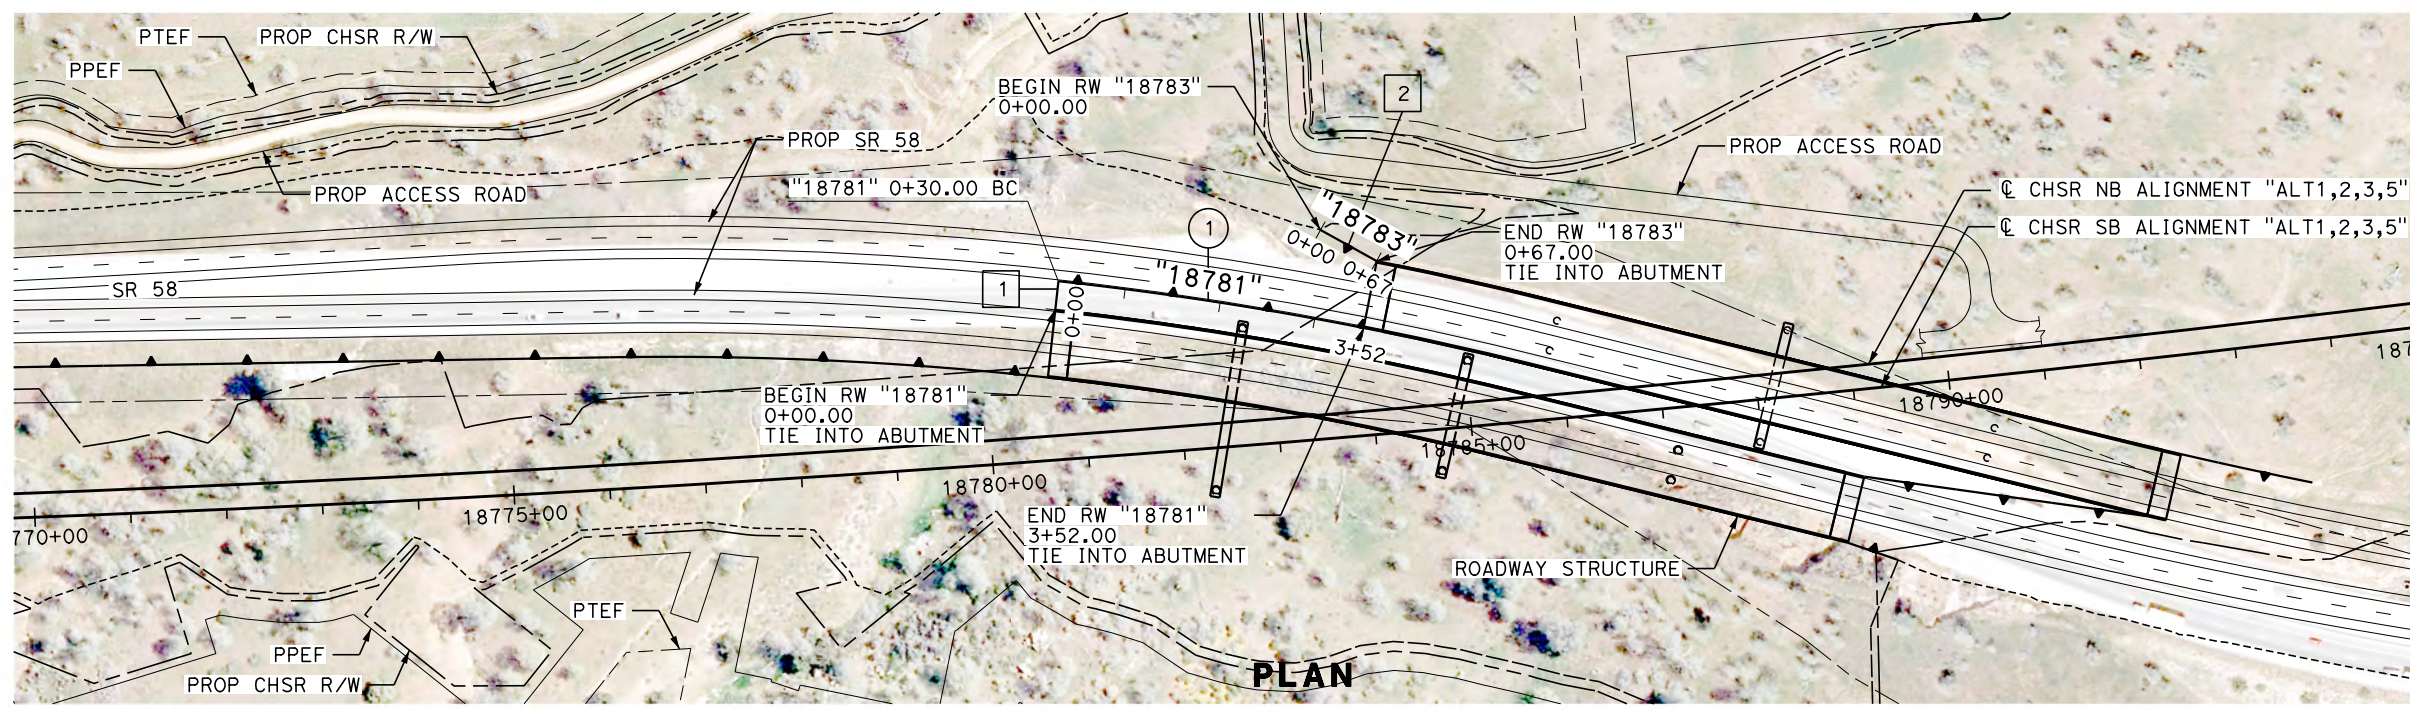 PTEF
PROP CHSR R/W
PPEF
BEGIN RW "18783"
0+00.00
2
PROP SR 58
PROP ACCESS ROAD
PROP ACCESS ROAD
"18781" 0+30.00 BC
℄ CHSR NB ALIGNMENT "ALT1,2,3,5"
℄ CHSR SB ALIGNMENT "ALT1,2,3,5"
1
"18783"
0+00
0+67
END RW "18783"
0+67.00
TIE INTO ABUTMENT
SR 58
1
"18781"
0+00
3+52
BEGIN RW "18781"
0+00.00
TIE INTO ABUTMENT
18790+00
18785+00
18780+00
18775+00
770+00
187
C
C
C
C
END RW "18781"
3+52.00
TIE INTO ABUTMENT
ROADWAY STRUCTURE
PTEF
PPEF
PROP CHSR R/W
PLAN